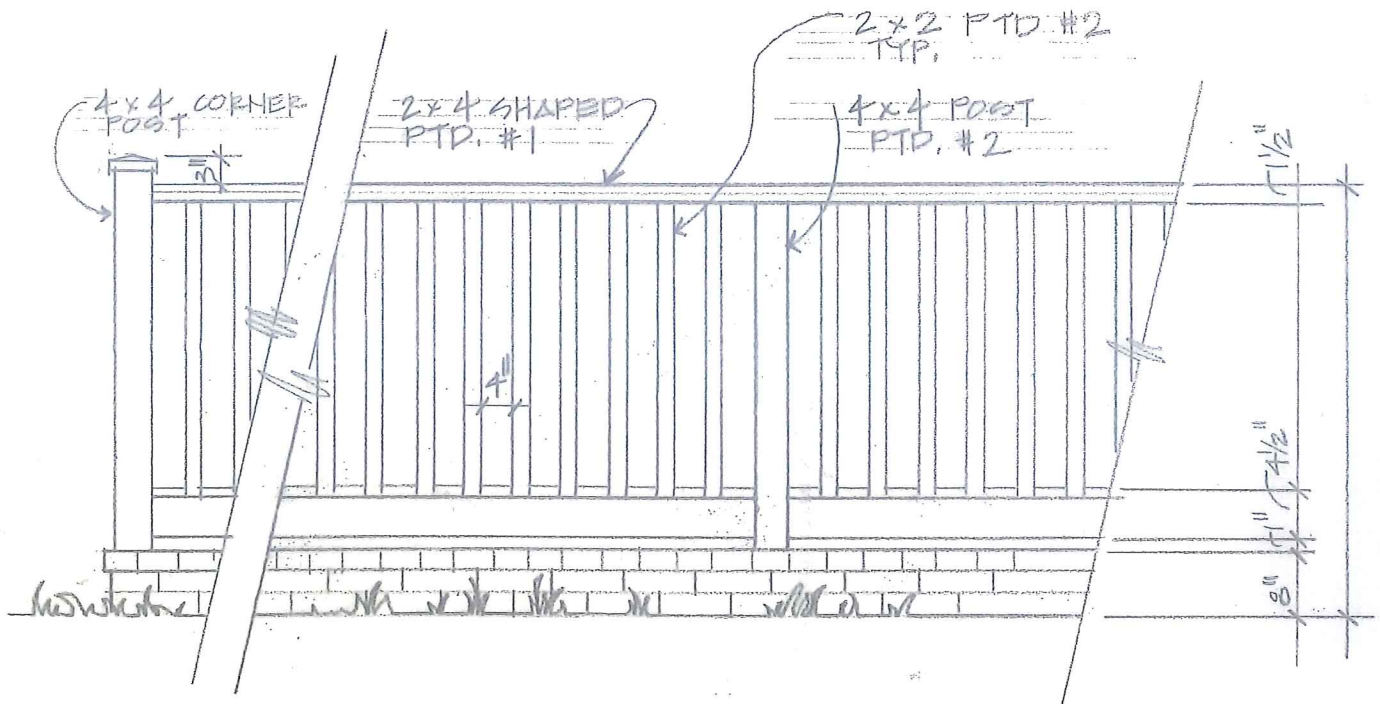 2x2 PTD #2
TYP.
4x4 CORNER
POST
2x4 SHAPED
PTD. #1
4x4 POST
PTD. #2
3"
1 1/2"
4"
4 1/2"
1"
8"